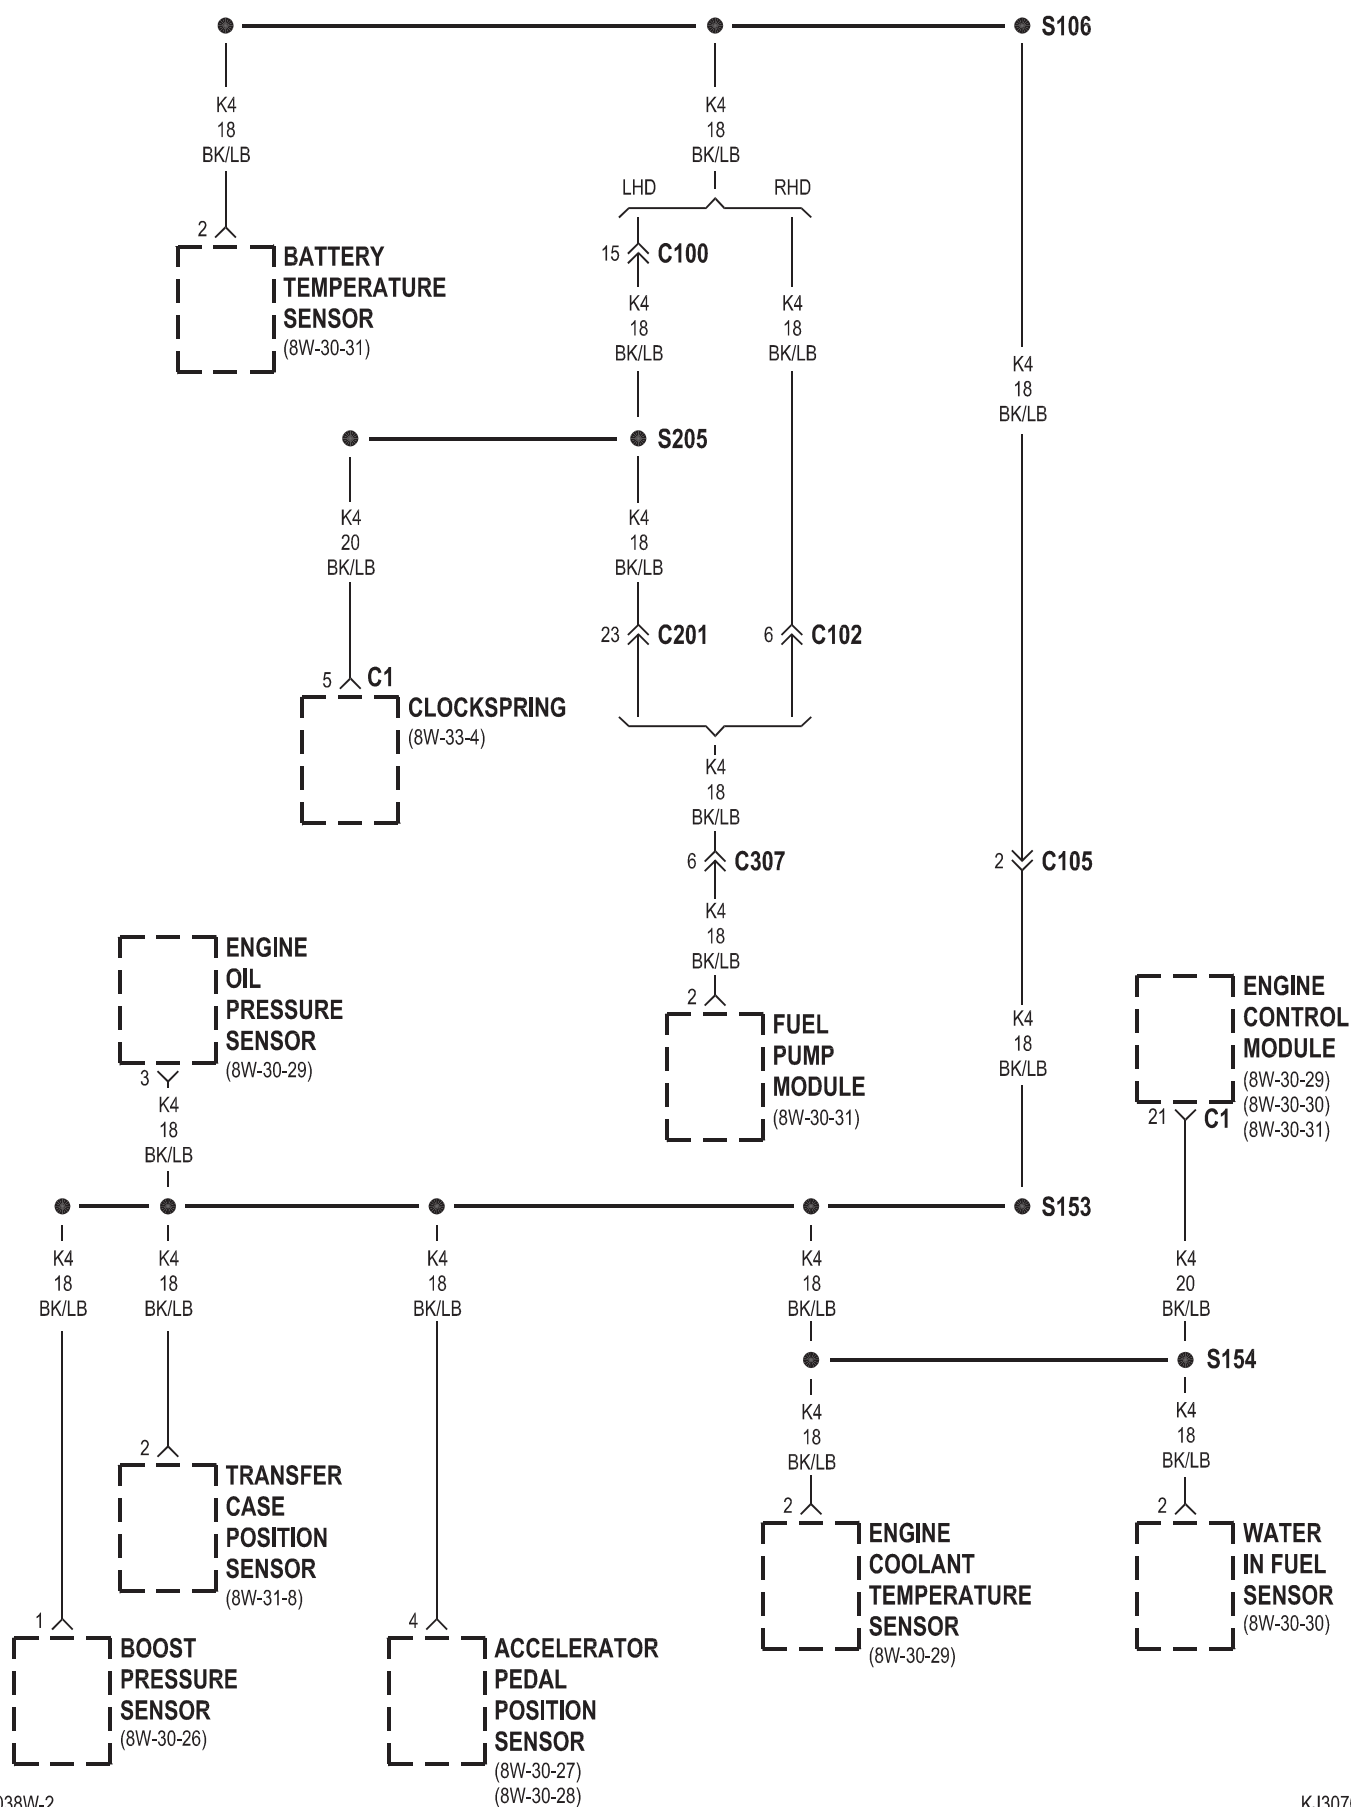 S106
K4
18
BK/LB
K4
18
BK/LB
LHD
RHD
2
BATTERY
TEMPERATURE
SENSOR
(8W-30-31)
15
C100
K4
18
BK/LB
K4
18
BK/LB
K4
18
BK/LB
S205
K4
20
BK/LB
K4
18
BK/LB
23
C201
6
C102
5
C1
CLOCKSPRING
(8W-33-4)
K4
18
BK/LB
6
C307
2
C105
K4
18
BK/LB
ENGINE
OIL
PRESSURE
SENSOR
(8W-30-29)
3
K4
18
BK/LB
2
FUEL
PUMP
MODULE
(8W-30-31)
K4
18
BK/LB
ENGINE
CONTROL
MODULE
(8W-30-29)
(8W-30-30)
(8W-30-31)
21
C1
S153
K4
18
BK/LB
K4
18
BK/LB
K4
18
BK/LB
K4
18
BK/LB
K4
20
BK/LB
S154
K4
18
BK/LB
K4
18
BK/LB
2
TRANSFER
CASE
POSITION
SENSOR
(8W-31-8)
2
ENGINE
COOLANT
TEMPERATURE
SENSOR
(8W-30-29)
2
WATER
IN FUEL
SENSOR
(8W-30-30)
1
BOOST
PRESSURE
SENSOR
(8W-30-26)
4
ACCELERATOR
PEDAL
POSITION
SENSOR
(8W-30-27)
(8W-30-28)